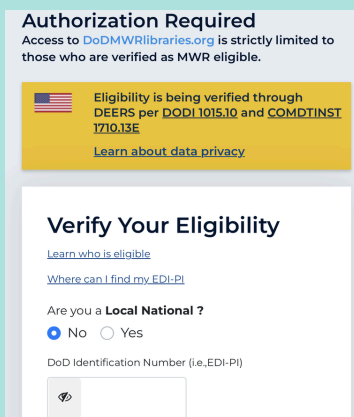 Authorization Required
Access to DoDMWRlibraries.org is strictly limited to
those who are verified as MWR eligible.
Eligibility is being verified through
DEERS per DODI 1015.10 and COMDTINST
1710.13E
Learn about data privacy
Verify Your Eligibility
Learn who is eligible
Where can I find my EDI-PI
Are you a Local National ?
No Yes
DoD Identification Number (i.e.,EDI-PI)